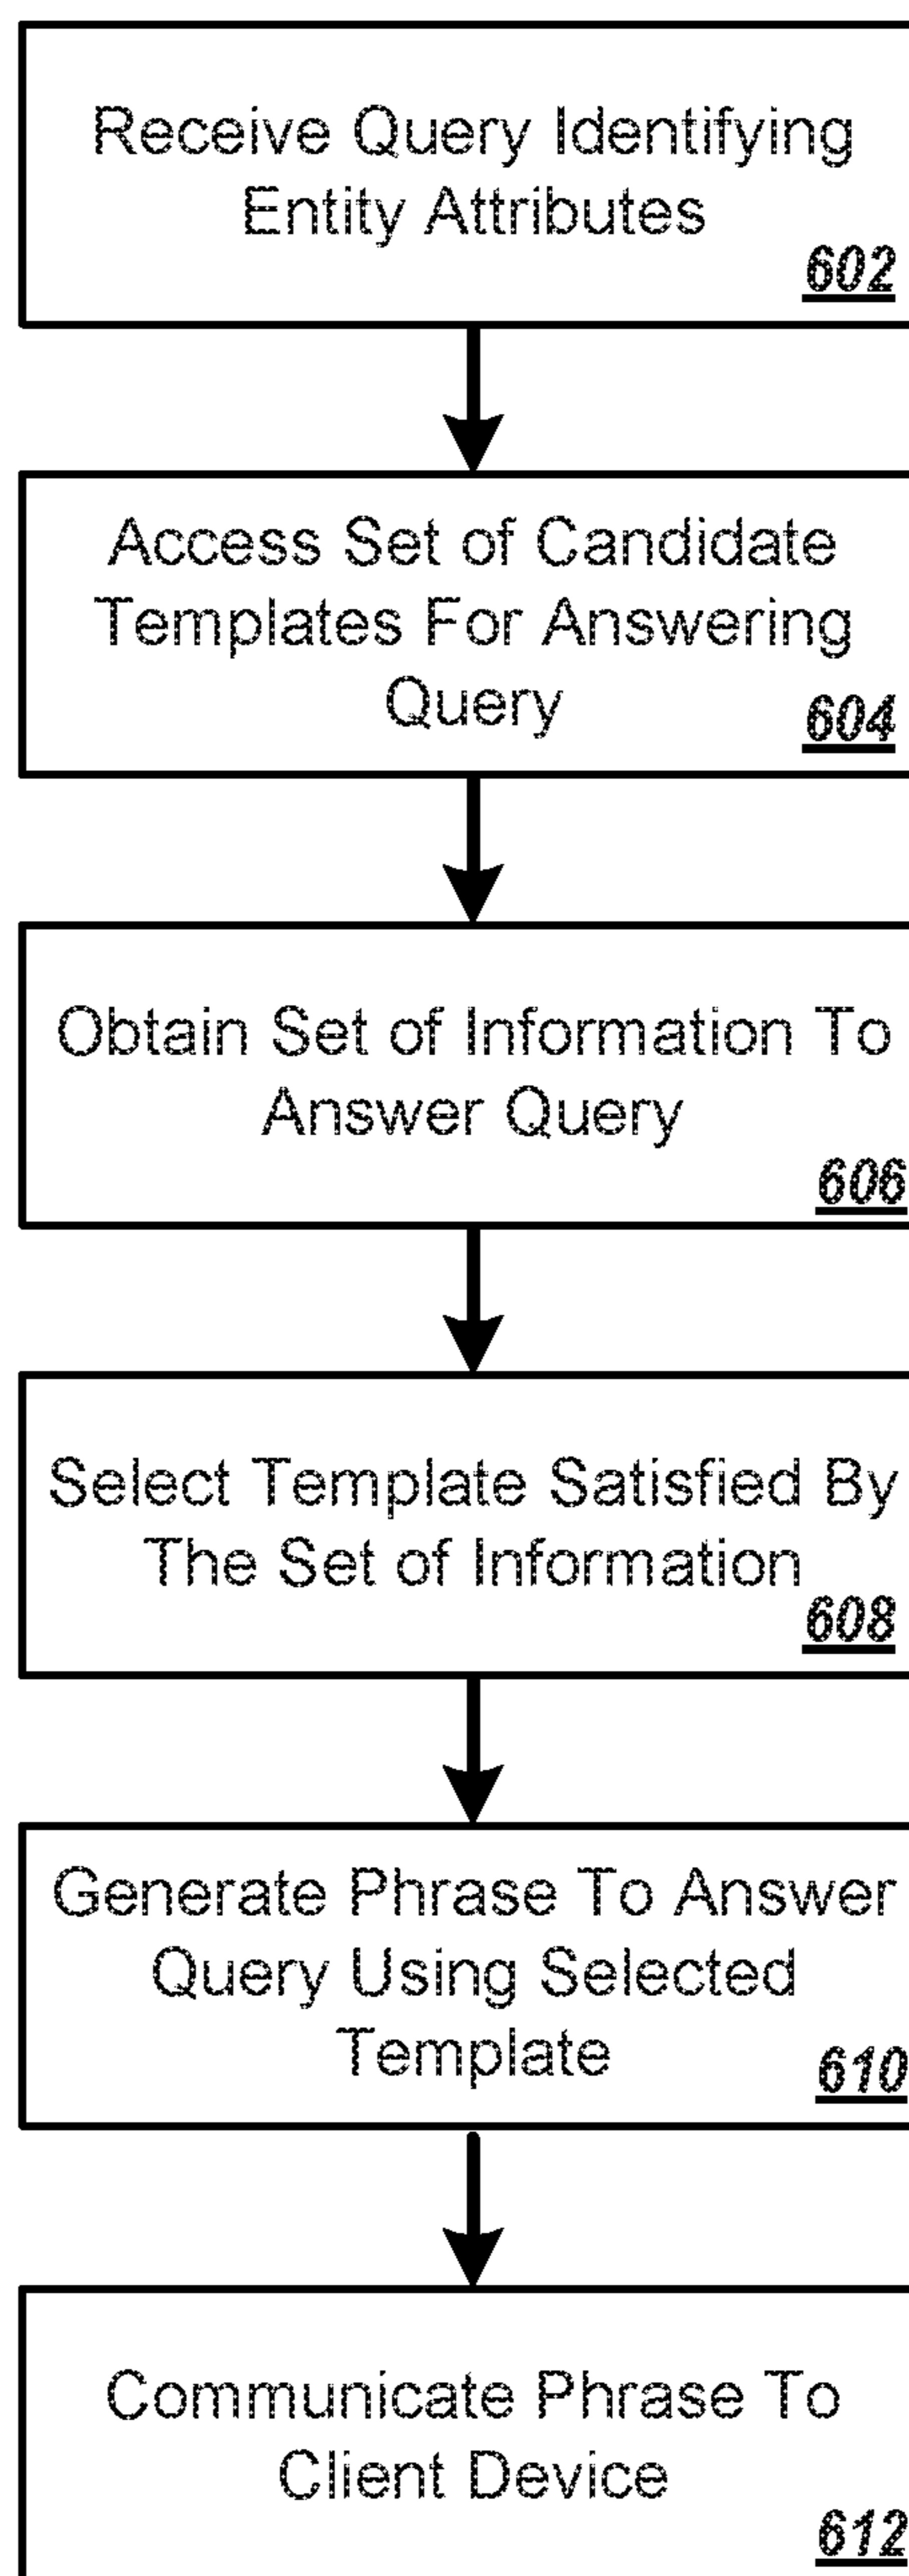 Receive Query Identifying
Entity Attributes
602
Access Set of Candidate
Templates For Answering
Query
604
Obtain Set of Information To
Answer Query
606
Select Template Satisfied By
The Set of Information
608
Generate Phrase To Answer
Query Using Selected
Template
610
Communicate Phrase To
Client Device
612